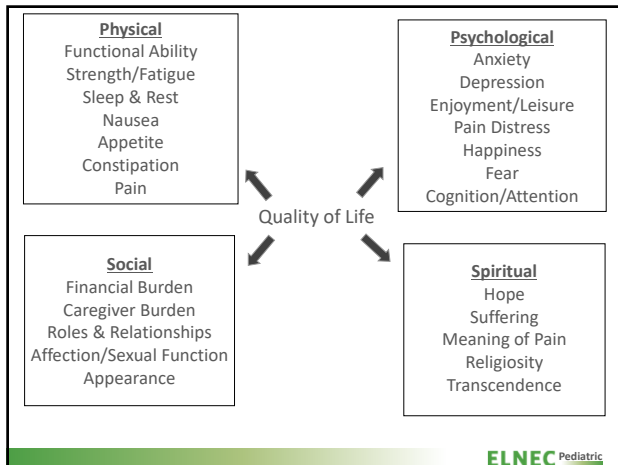 Physical
Functional Ability
Strength/Fatigue
Sleep & Rest
Nausea
Appetite
Constipation
Pain
Psychological
Anxiety
Depression
Enjoyment/Leisure
Pain Distress
Happiness
Fear
Cognition/Attention
Quality of Life
Social
Financial Burden
Caregiver Burden
Roles & Relationships
Affection/Sexual Function
Appearance
Spiritual
Hope
Suffering
Meaning of Pain
Religiosity
Transcendence
ELNEC Pediatric